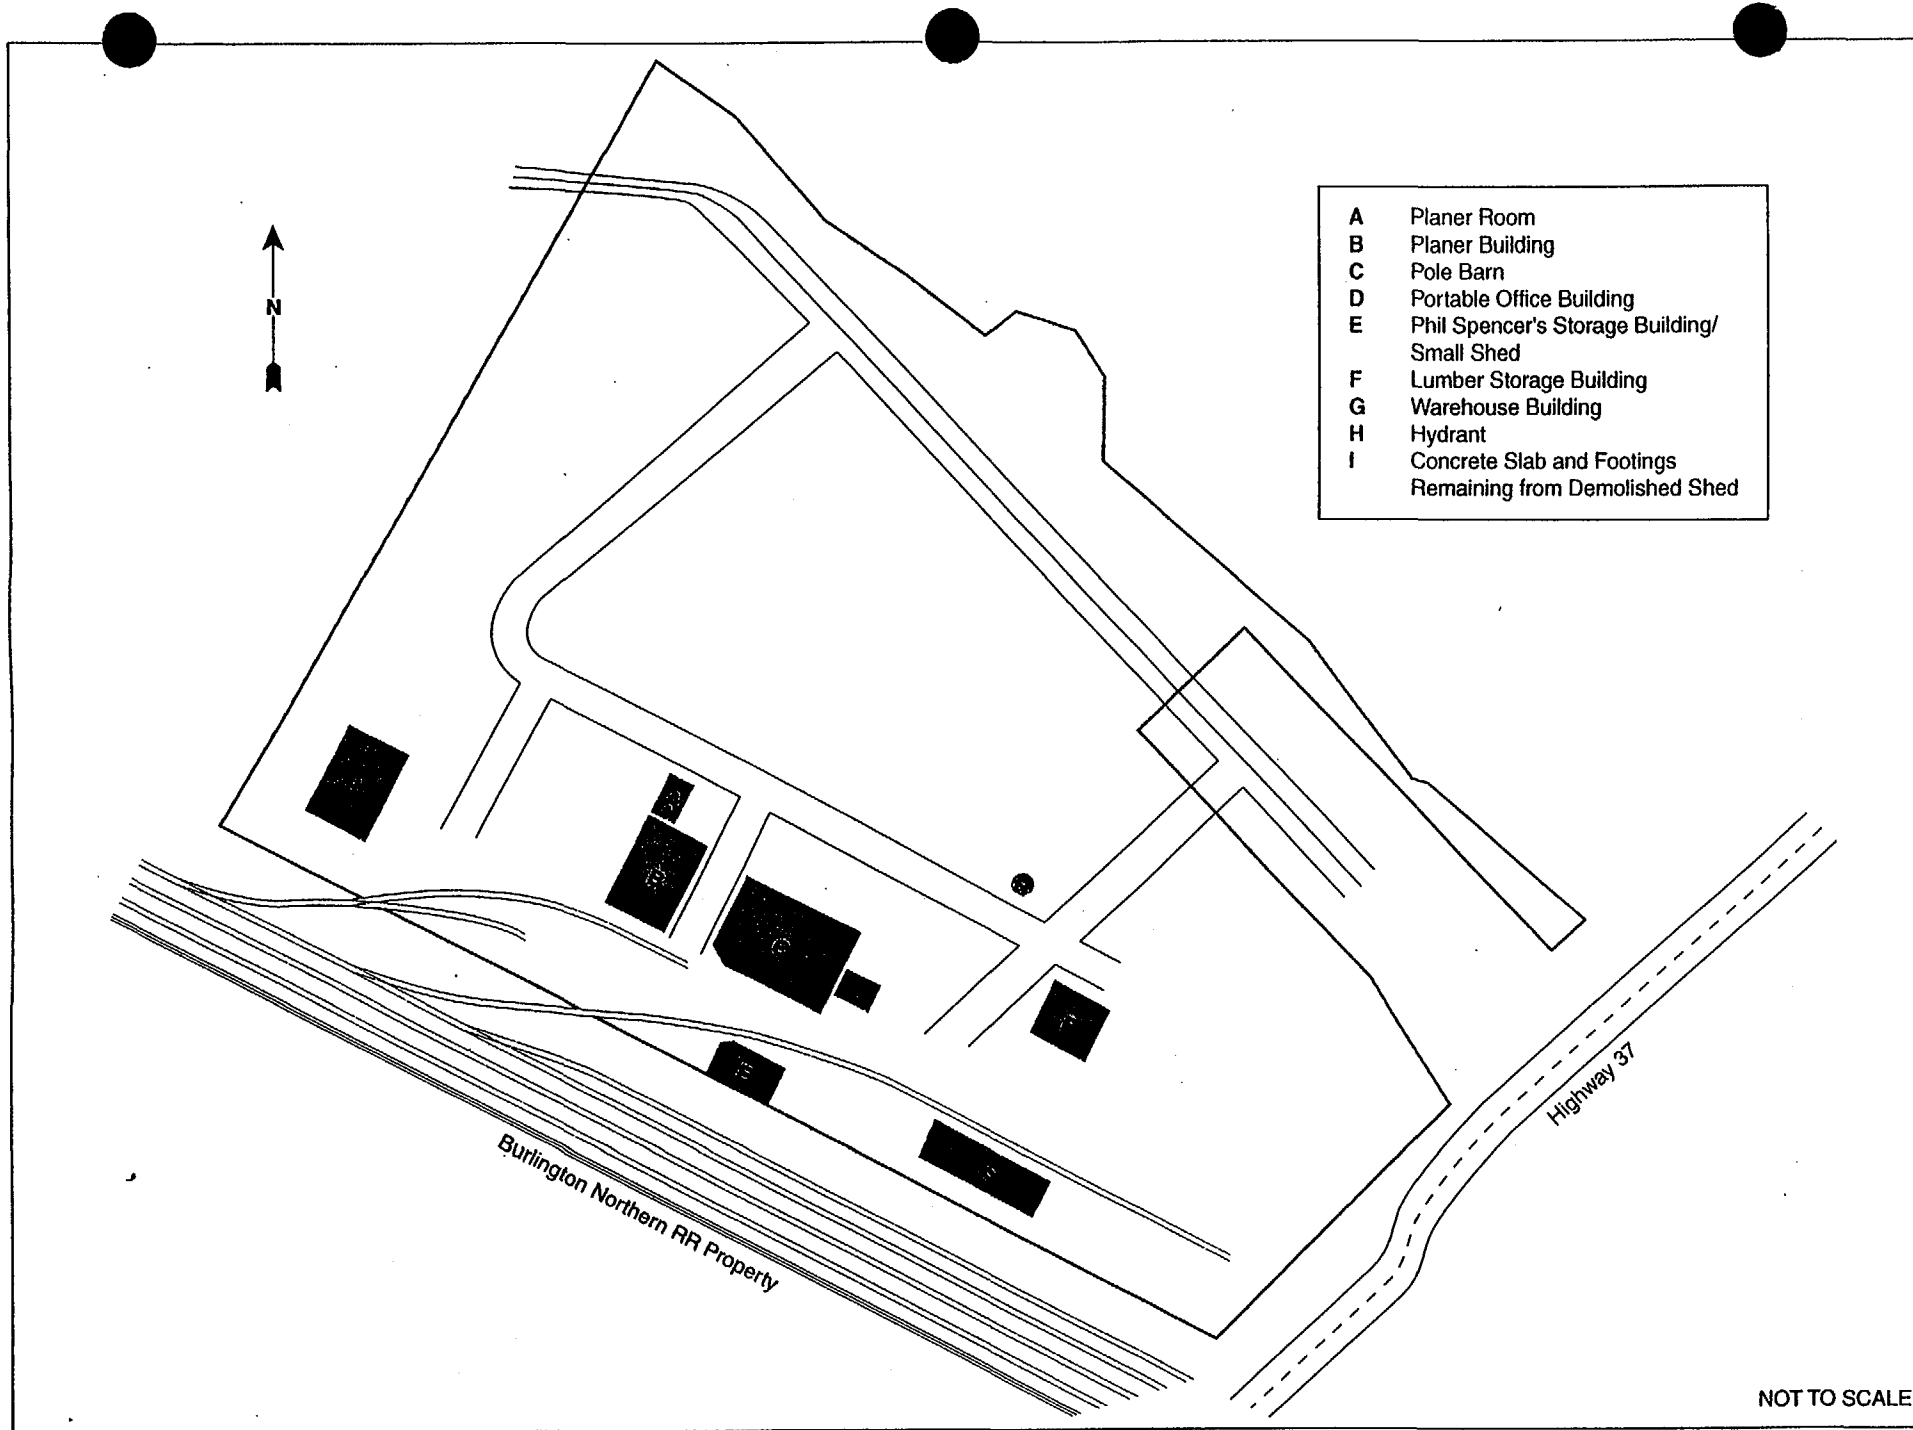 N
A Planer Room
B Planer Building
C Pole Barn
D Portable Office Building
E Phil Spencer's Storage Building/
Small Shed
F Lumber Storage Building
G Warehouse Building
H Hydrant
I Concrete Slab and Footings
Remaining from Demolished Shed
A
B
C
F
E
Highway 37
Burlington Northern RR Property
NOT TO SCALE